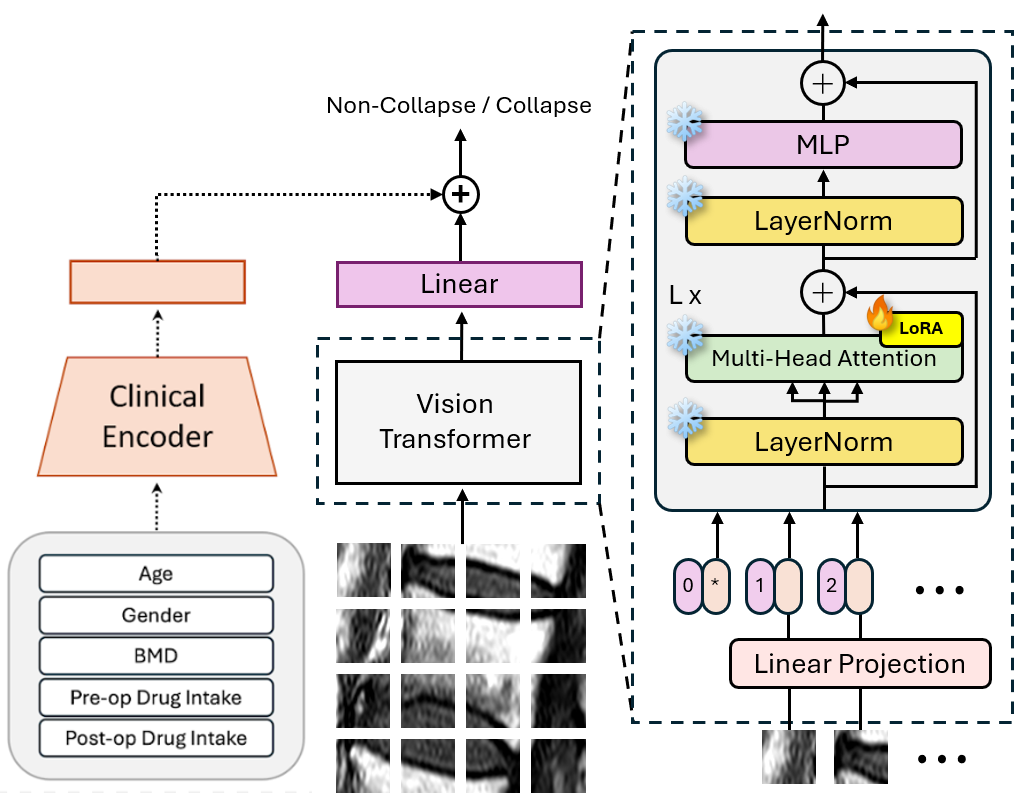 Non-Collapse / Collapse
+
Linear
Vision
Transformer
Clinical
Encoder
Age
Gender
BMD
Pre-op Drug Intake
Post-op Drug Intake
+
MLP
LayerNorm
+
L x
LoRA
Multi-Head Attention
LayerNorm
0 * 1 2 • • •
Linear Projection
• • •